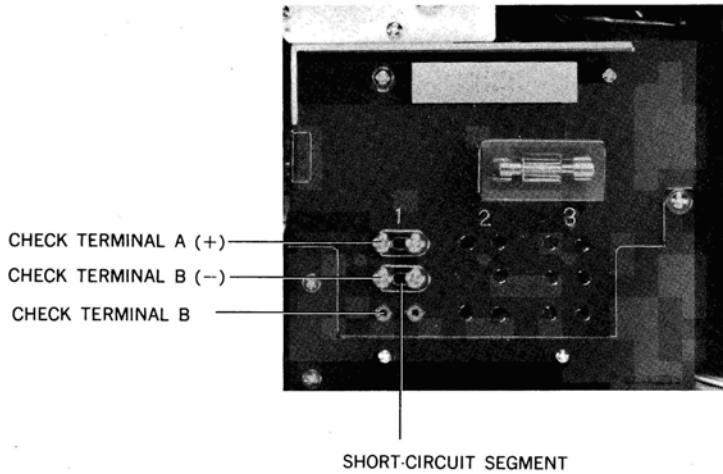 1 2 3
CHECK TERMINAL A (+)
CHECK TERMINAL B (-)
CHECK TERMINAL B
SHORT-CIRCUIT SEGMENT